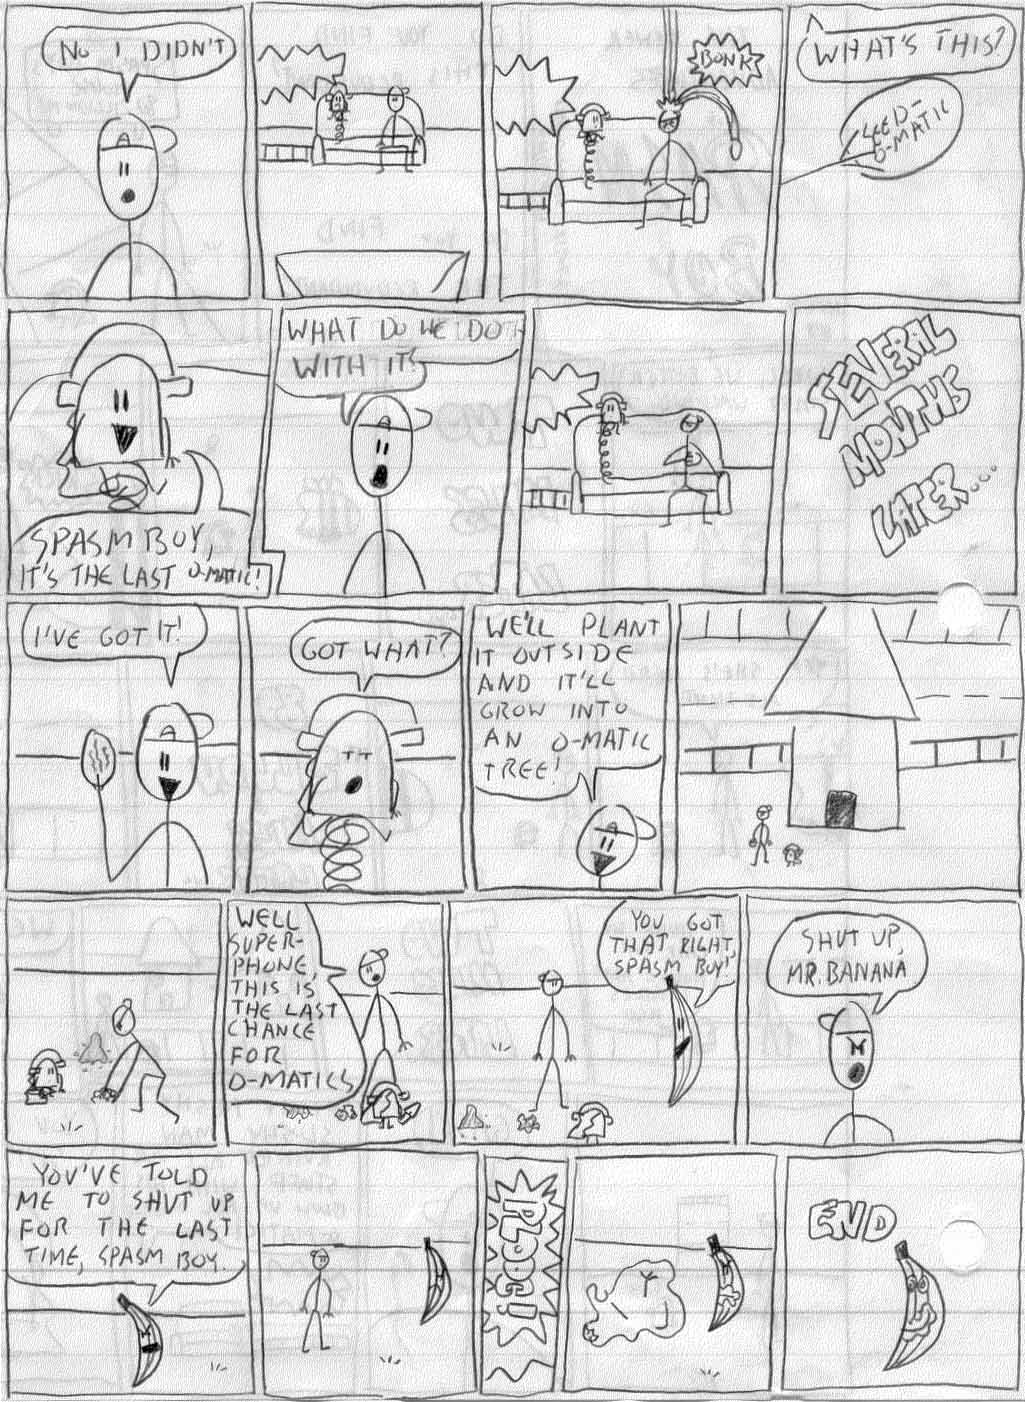 NO I DIDN'T
BONK
WHAT'S THIS?
SEED-
O-MATIC
SPASM BOY,
IT'S THE LAST O-MATIC!
WHAT DO WE DO
WITH IT?
SEVERAL
MONTHS
LATER...
I'VE GOT IT!
GOT WHAT?
WE'LL PLANT
IT OUTSIDE
AND IT'LL
GROW INTO
AN O-MATIC
TREE!
WELL
SUPER-
PHONE,
THIS IS
THE LAST
CHANCE
FOR
O-MATICS
YOU GOT
THAT RIGHT,
SPASM BOY!
SHUT UP,
MR. BANANA
YOU'VE TOLD
ME TO SHUT UP
FOR THE LAST
TIME, SPASM BOY.
PLOOG!
END